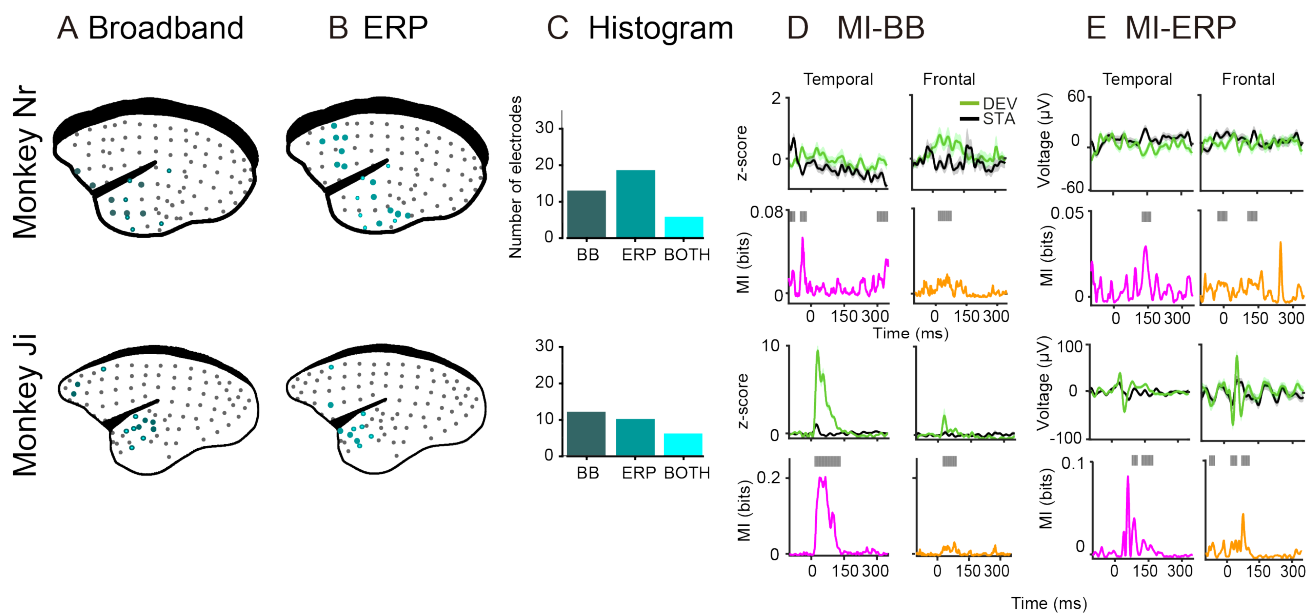 A Broadband
B ERP
C Histogram
D MI-BB
E MI-ERP
Monkey Nr
Number of electrodes
30
20
10
0
BB
ERP
BOTH
Temporal
Frontal
DEV
STA
z-score
2
0
MI (bits)
0.08
0
0 150 300
0 150 300
Time (ms)
Temporal
Frontal
Voltage (µV)
60
0
-60
MI (bits)
0.05
0
0 150 300
0 150 300
Monkey Ji
30
20
10
0
BB
ERP
BOTH
z-score
10
0
MI (bits)
0.2
0
0 150 300
0 150 300
Voltage (µV)
100
0
-100
MI (bits)
0.1
0
0 150 300
0 150 300
Time (ms)